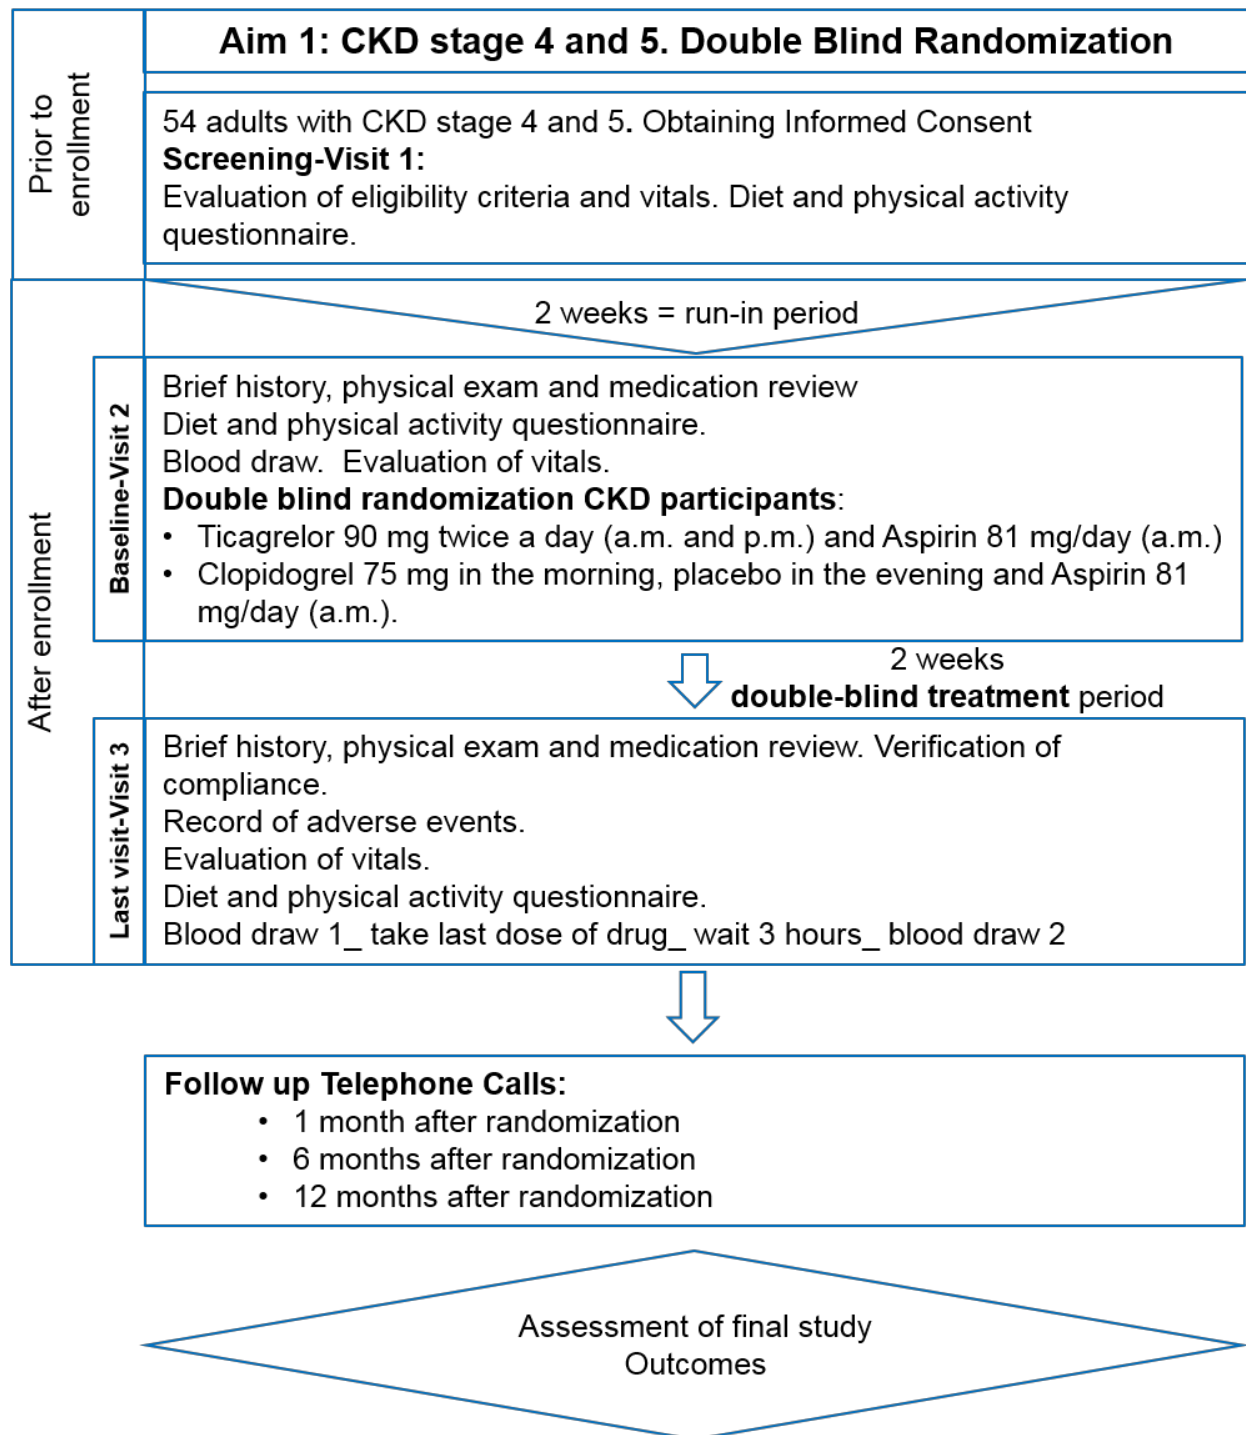 Aim 1: CKD stage 4 and 5. Double Blind Randomization
Prior to
enrollment
54 adults with CKD stage 4 and 5. Obtaining Informed Consent
Screening-Visit 1:
Evaluation of eligibility criteria and vitals. Diet and physical activity
questionnaire.
2 weeks = run-in period
After enrollment
Baseline-Visit 2
Brief history, physical exam and medication review
Diet and physical activity questionnaire.
Blood draw.  Evaluation of vitals.
Double blind randomization CKD participants:
• Ticagrelor 90 mg twice a day (a.m. and p.m.) and Aspirin 81 mg/day (a.m.)
• Clopidogrel 75 mg in the morning, placebo in the evening and Aspirin 81
mg/day (a.m.).
2 weeks
double-blind treatment period
Last visit-Visit 3
Brief history, physical exam and medication review. Verification of
compliance.
Record of adverse events.
Evaluation of vitals.
Diet and physical activity questionnaire.
Blood draw 1_ take last dose of drug_ wait 3 hours_ blood draw 2
Follow up Telephone Calls:
• 1 month after randomization
• 6 months after randomization
• 12 months after randomization
Assessment of final study
Outcomes